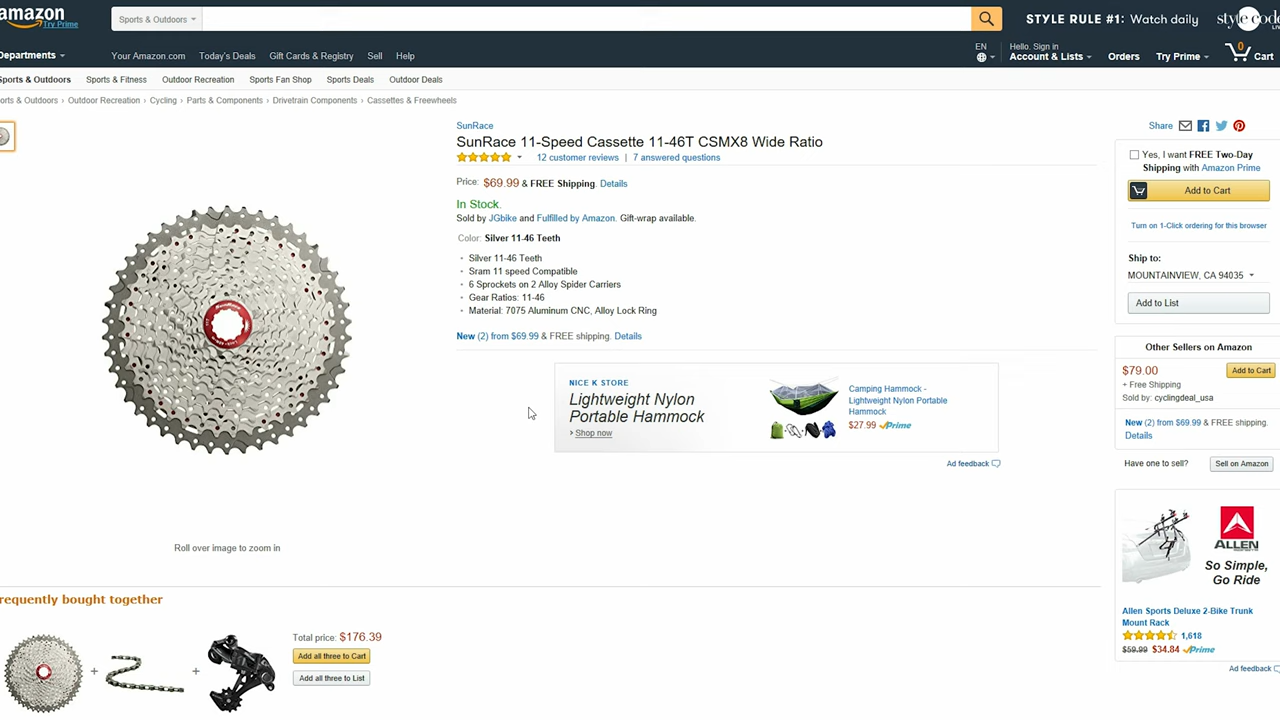 amazon
Try Prime
Sports & Outdoors
STYLE RULE #1: Watch daily
style code
Departments
Your Amazon.com Today's Deals Gift Cards & Registry Sell Help
EN
Hello. Sign in
Account & Lists
Orders
Try Prime
0
Cart
Sports & Outdoors Sports & Fitness Outdoor Recreation Sports Fan Shop Sports Deals Outdoor Deals
orts & Outdoors › Outdoor Recreation › Cycling › Parts & Components › Drivetrain Components › Cassettes & Freewheels
SunRace
SunRace 11-Speed Cassette 11-46T CSMX8 Wide Ratio
12 customer reviews | 7 answered questions
Price: $69.99 & FREE Shipping. Details
In Stock.
Sold by JGbike and Fulfilled by Amazon. Gift-wrap available.
Color: Silver 11-46 Teeth
Silver 11-46 Teeth
Sram 11 speed Compatible
6 Sprockets on 2 Alloy Spider Carriers
Gear Ratios: 11-46
Material: 7075 Aluminum CNC, Alloy Lock Ring
New (2) from $69.99 & FREE shipping. Details
NICE K STORE
Lightweight Nylon
Portable Hammock
› Shop now
Camping Hammock -
Lightweight Nylon Portable
Hammock
$27.99 Prime
Ad feedback
Roll over image to zoom in
requently bought together
Total price: $176.39
Add all three to Cart
Add all three to List
Share
Yes, I want FREE Two-Day
Shipping with Amazon Prime
Add to Cart
Turn on 1-Click ordering for this browser
Ship to:
MOUNTAINVIEW, CA 94035
Add to List
Other Sellers on Amazon
$79.00
Add to Cart
+ Free Shipping
Sold by: cyclingdeal_usa
New (2) from $69.99 & FREE shipping.
Details
Have one to sell?
Sell on Amazon
ALLEN
So Simple,
Go Ride
Allen Sports Deluxe 2-Bike Trunk
Mount Rack
1,618
$59.99 $34.84 Prime
Ad feedback